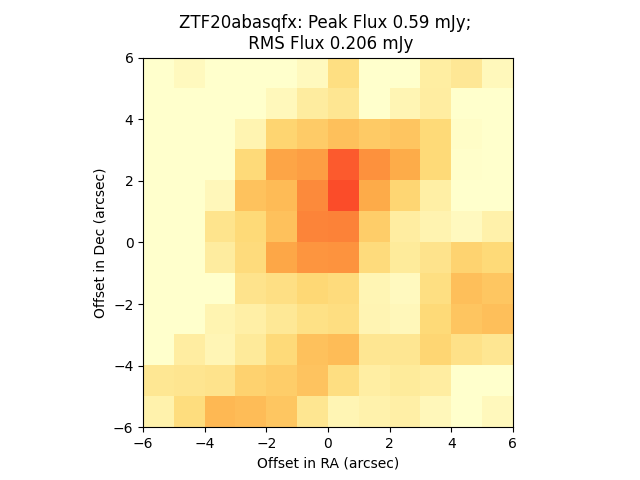 ZTF20abasqfx: Peak Flux 0.59 mJy;
RMS Flux 0.206 mJy
6
4
2
0
−2
−4
−6
Offset in Dec (arcsec)
−6 −4 −2 0 2 4 6
Offset in RA (arcsec)